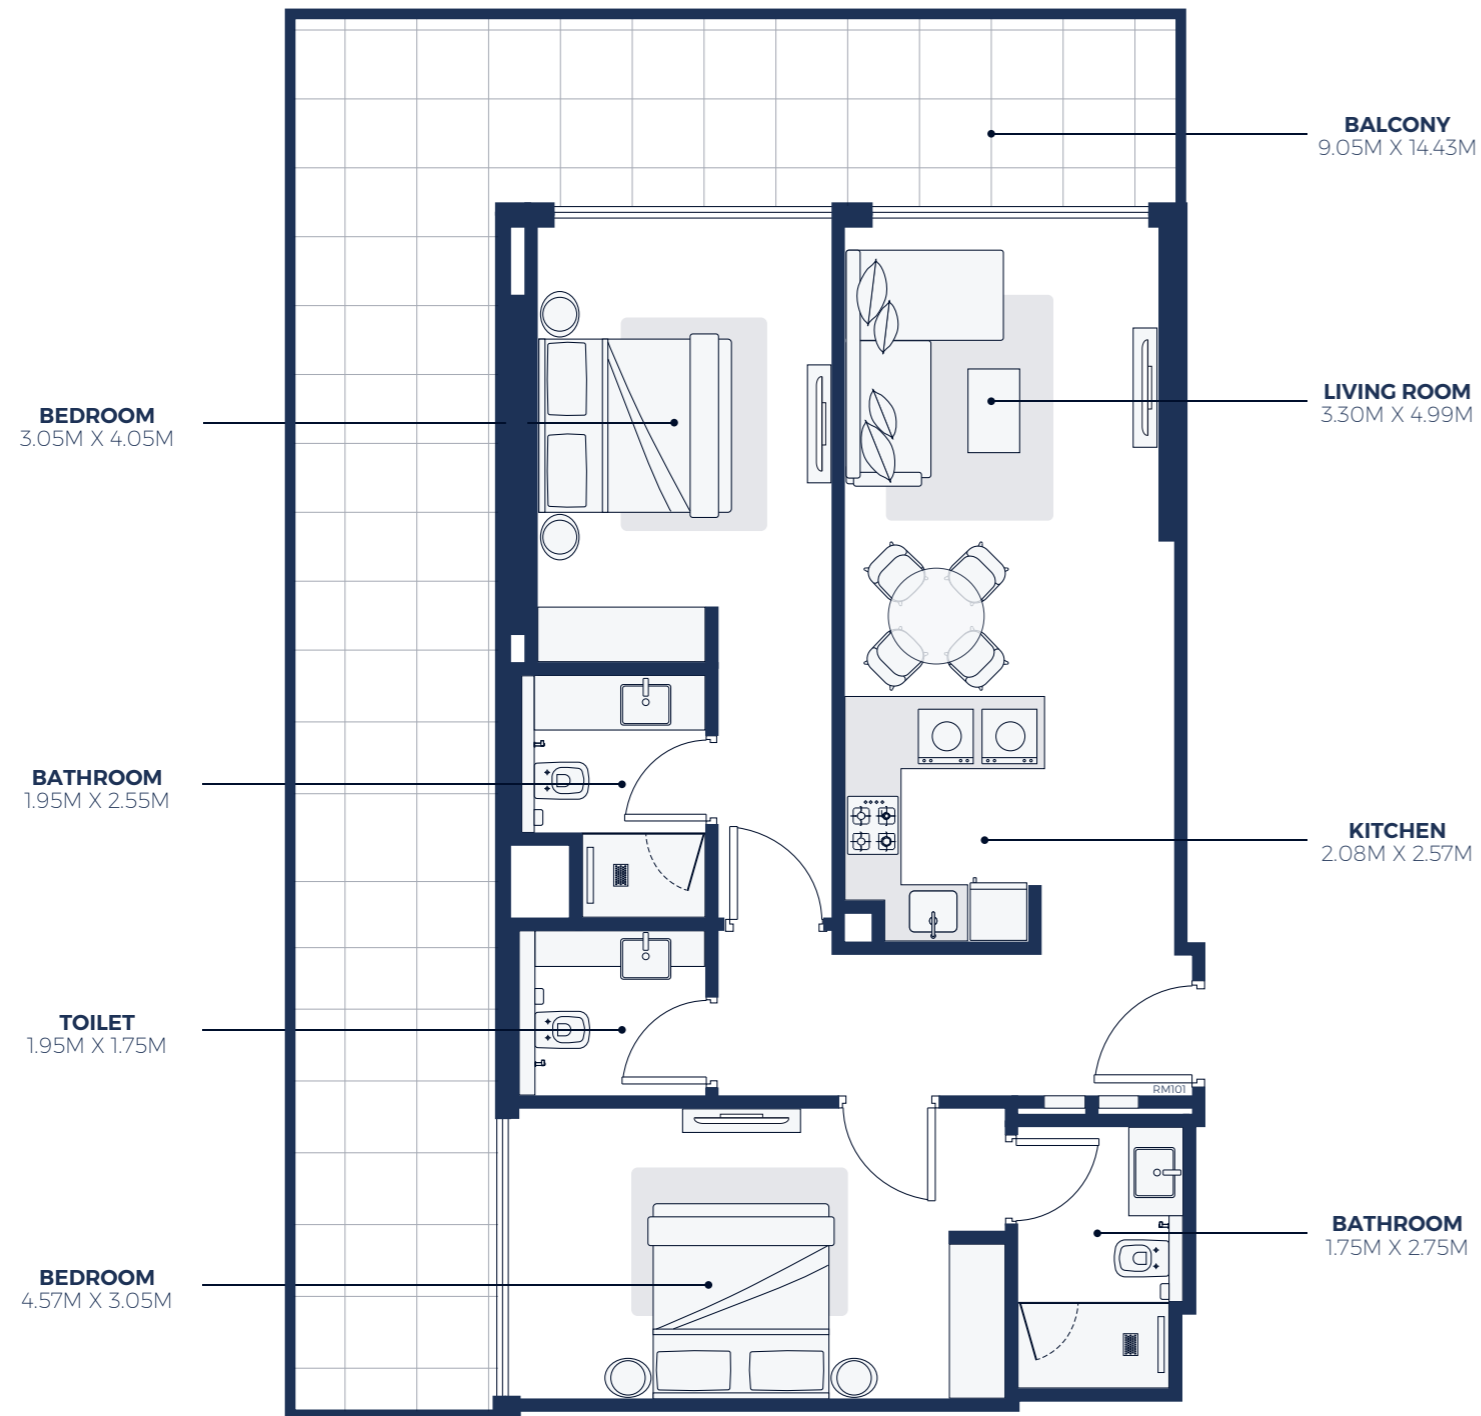 BALCONY
9.05M X 14.43M
BEDROOM
3.05M X 4.05M
LIVING ROOM
3.30M X 4.99M
BATHROOM
1.95M X 2.55M
KITCHEN
2.08M X 2.57M
TOILET
1.95M X 1.75M
RM101
BATHROOM
1.75M X 2.75M
BEDROOM
4.57M X 3.05M